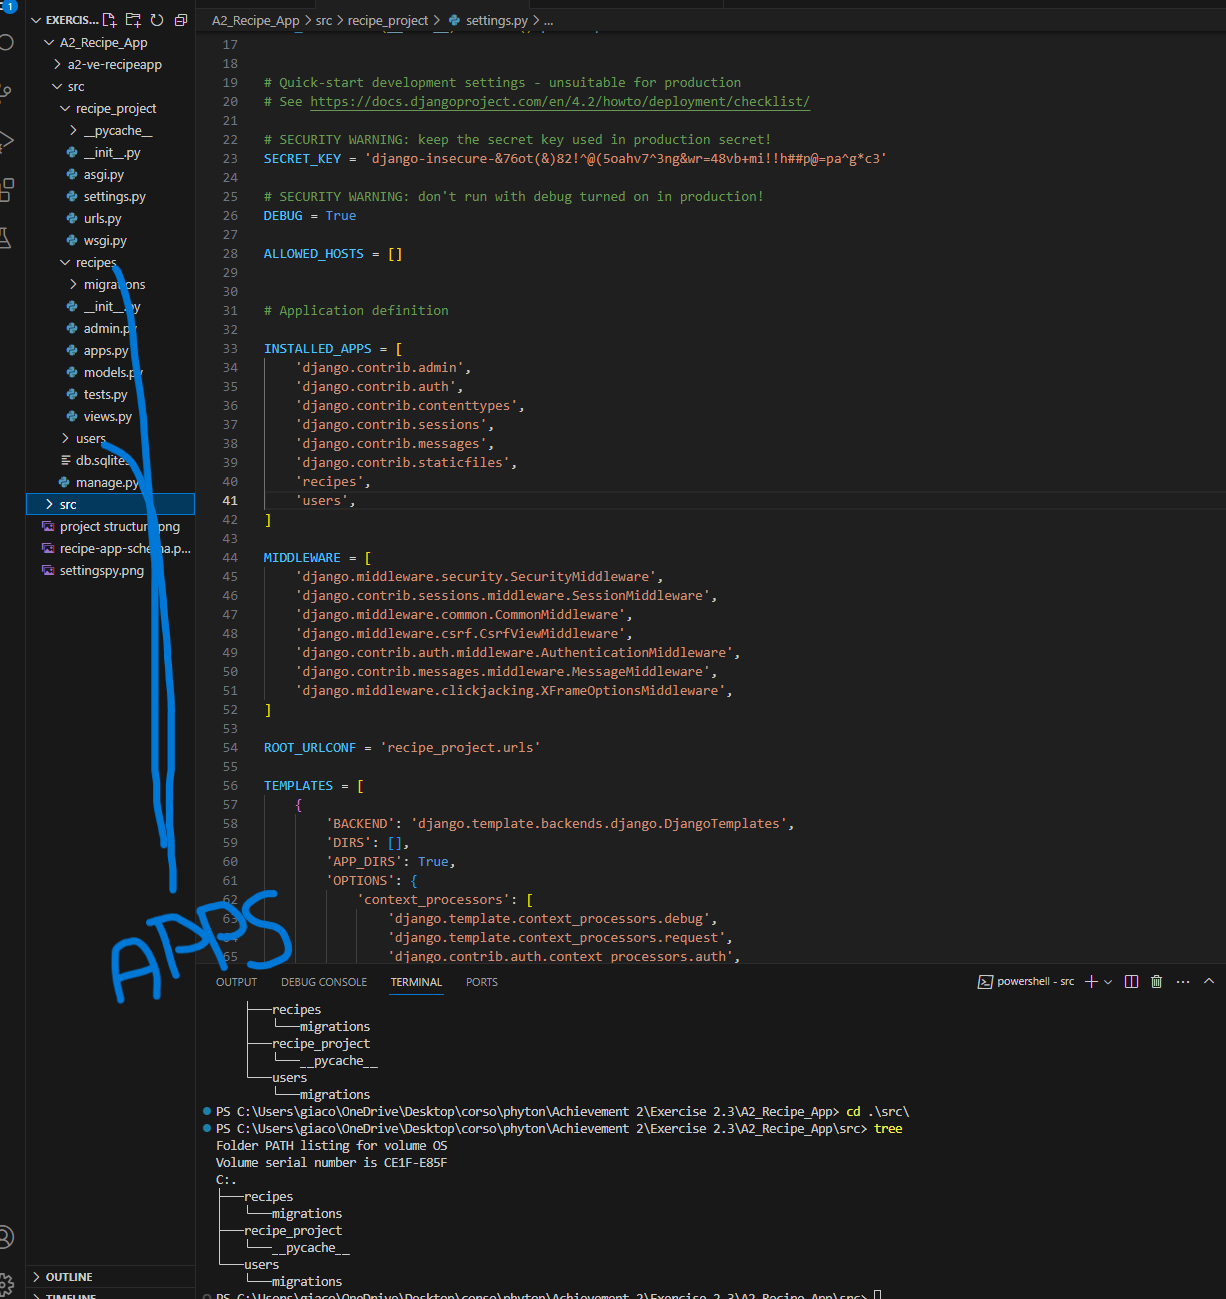 1
EXERCIS...
A2_Recipe_App
a2-ve-recipeapp
src
recipe_project
__pycache__
__init__.py
asgi.py
settings.py
urls.py
wsgi.py
recipes
migrations
__init__.py
admin.py
apps.py
models.py
tests.py
views.py
users
db.sqlite
manage.py
src
project structure.png
recipe-app-schema.p...
settingspy.png
OUTLINE
TIMELINE
A2_Recipe_App > src > recipe_project > settings.py > ...
17
18
19 # Quick-start development settings - unsuitable for production
20 # See https://docs.djangoproject.com/en/4.2/howto/deployment/checklist/
21
22 # SECURITY WARNING: keep the secret key used in production secret!
23 SECRET_KEY = 'django-insecure-&76ot(&)82!^@(5oahv7^3ng&wr=48vb+mi!!h##p@=pa^g*c3'
24
25 # SECURITY WARNING: don't run with debug turned on in production!
26 DEBUG = True
27
28 ALLOWED_HOSTS = []
29
30
31 # Application definition
32
33 INSTALLED_APPS = [
34 'django.contrib.admin',
35 'django.contrib.auth',
36 'django.contrib.contenttypes',
37 'django.contrib.sessions',
38 'django.contrib.messages',
39 'django.contrib.staticfiles',
40 'recipes',
41 'users',
42 ]
43
44 MIDDLEWARE = [
45 'django.middleware.security.SecurityMiddleware',
46 'django.contrib.sessions.middleware.SessionMiddleware',
47 'django.middleware.common.CommonMiddleware',
48 'django.middleware.csrf.CsrfViewMiddleware',
49 'django.contrib.auth.middleware.AuthenticationMiddleware',
50 'django.contrib.messages.middleware.MessageMiddleware',
51 'django.middleware.clickjacking.XFrameOptionsMiddleware',
52 ]
53
54 ROOT_URLCONF = 'recipe_project.urls'
55
56 TEMPLATES = [
57 {
58 'BACKEND': 'django.template.backends.django.DjangoTemplates',
59 'DIRS': [],
60 'APP_DIRS': True,
61 'OPTIONS': {
62 'context_processors': [
63 'django.template.context_processors.debug',
64 'django.template.context_processors.request',
65 'django.contrib.auth.context_processors.auth',
APPS
OUTPUT DEBUG CONSOLE TERMINAL PORTS powershell - src
├───recipes
│ └───migrations
├───recipe_project
│ └───__pycache__
└───users
└───migrations
PS C:\Users\giaco\OneDrive\Desktop\corso\phyton\Achievement 2\Exercise 2.3\A2_Recipe_App> cd .\src\
PS C:\Users\giaco\OneDrive\Desktop\corso\phyton\Achievement 2\Exercise 2.3\A2_Recipe_App\src> tree
Folder PATH listing for volume OS
Volume serial number is CE1F-E85F
C:.
├───recipes
│ └───migrations
├───recipe_project
│ └───__pycache__
└───users
└───migrations
PS C:\Users\giaco\OneDrive\Desktop\corso\phyton\Achievement 2\Exercise 2.3\A2_Recipe_App\src>